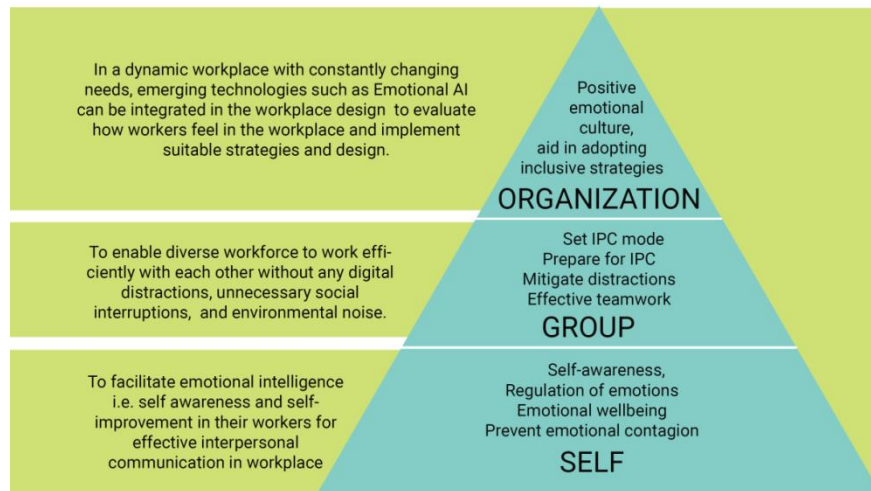 In a dynamic workplace with constantly changing
needs, emerging technologies such as Emotional AI
can be integrated in the workplace design to evaluate
how workers feel in the workplace and implement
suitable strategies and design.
Positive
emotional
culture,
aid in adopting
inclusive strategies
ORGANIZATION
To enable diverse workforce to work effi-
ciently with each other without any digital
distractions, unnecessary social
interruptions, and environmental noise.
Set IPC mode
Prepare for IPC
Mitigate distractions
Effective teamwork
GROUP
To facilitate emotional intelligence
i.e. self awareness and self-
improvement in their workers for
effective interpersonal
communication in workplace
Self-awareness,
Regulation of emotions
Emotional wellbeing
Prevent emotional contagion
SELF